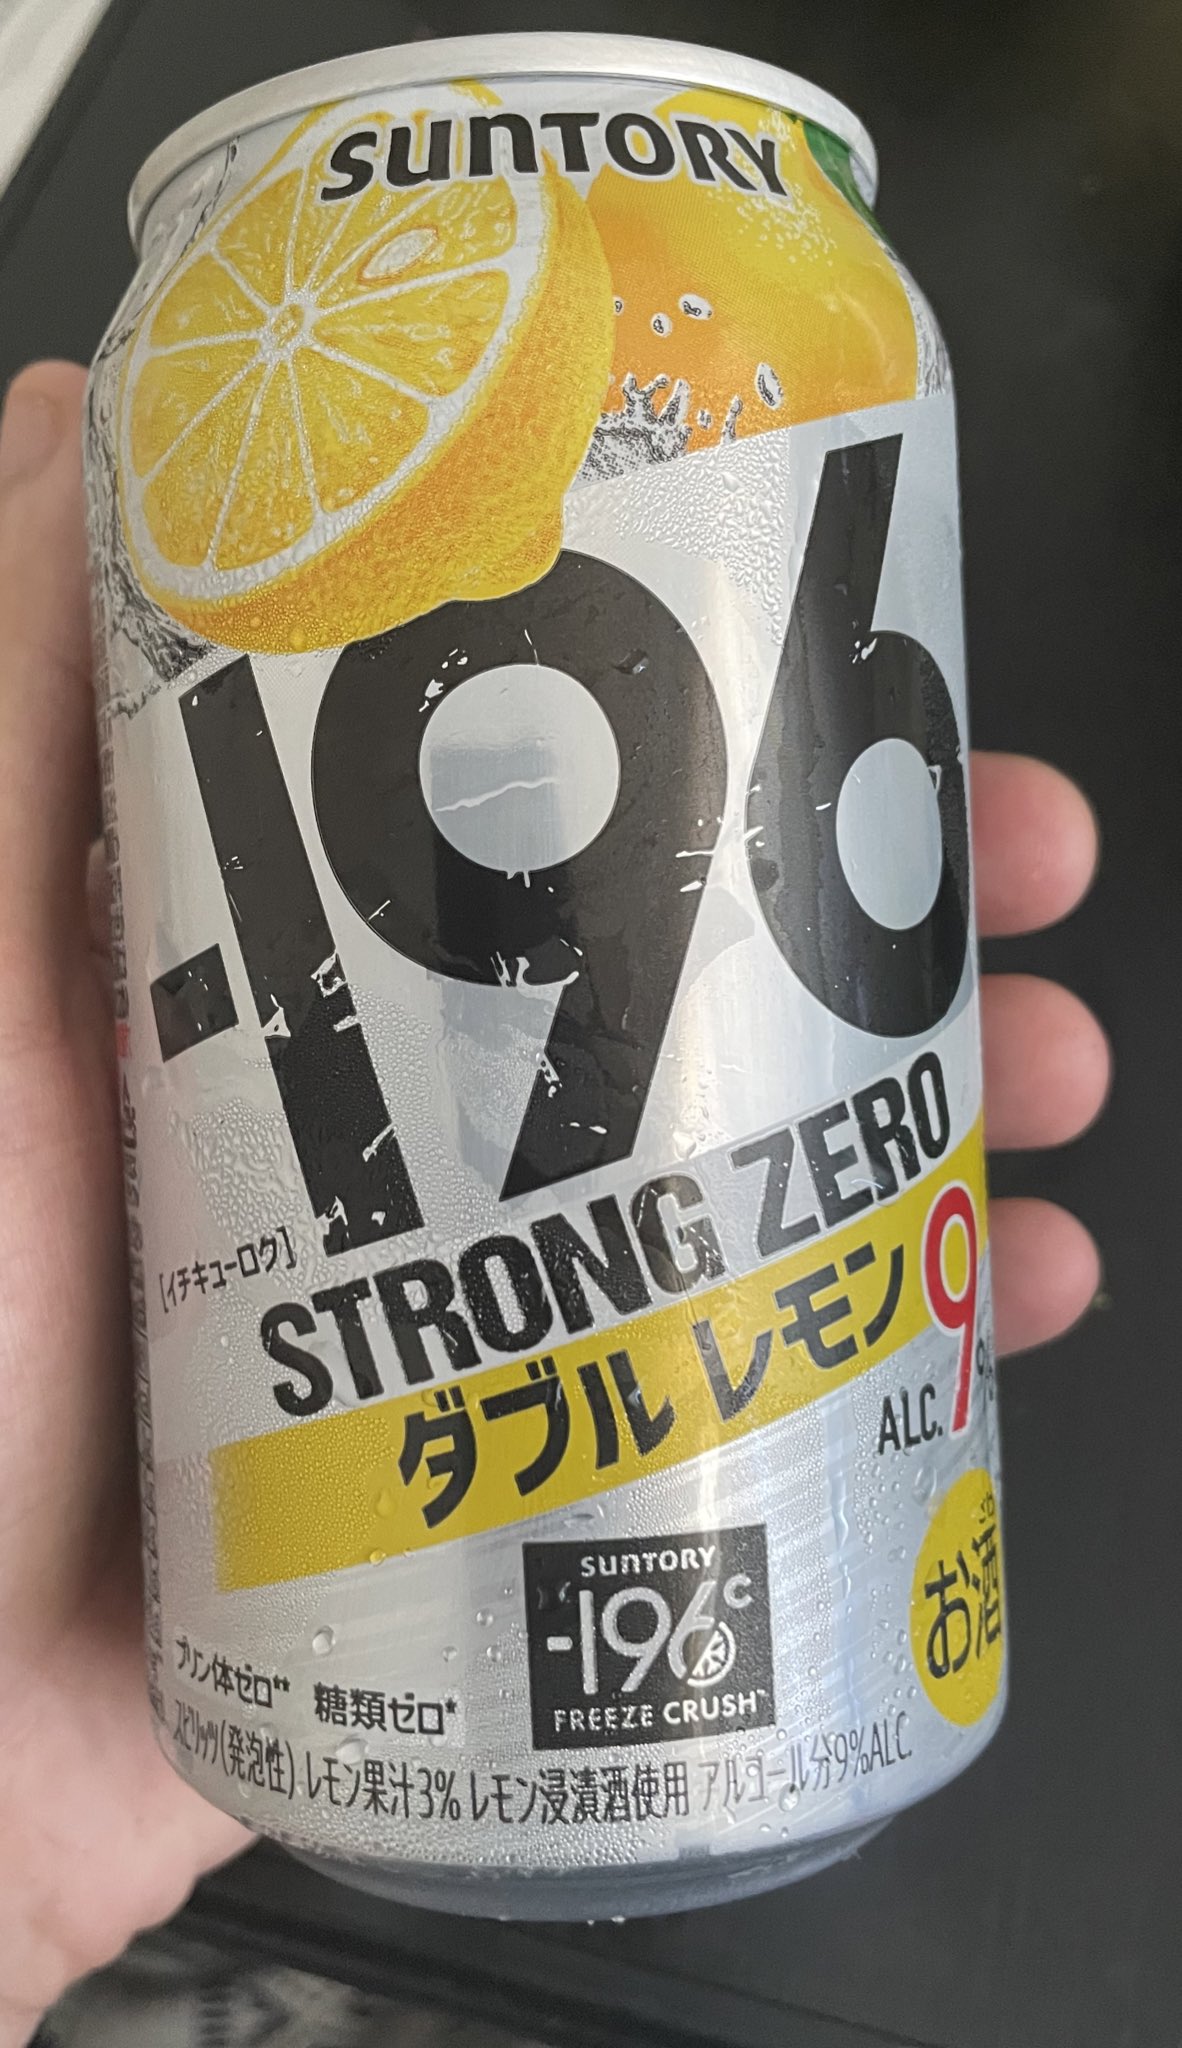 SUNTORY
-196
[イチキューロク]
STRONG ZERO
ダブルレモン
ALC.9%
お酒
SUNTORY
-196℃
FREEZE CRUSH™
プリン体ゼロ** 糖類ゼロ*
スピリッツ(発泡性) レモン果汁3% レモン浸漬酒使用 アルコール分9%ALC.